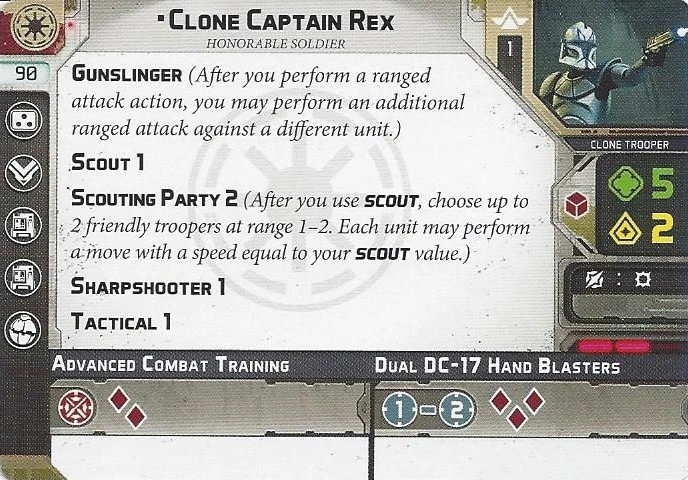 ▪CLONE CAPTAIN REX
HONORABLE SOLDIER
1
90
GUNSLINGER (After you perform a ranged
attack action, you may perform an additional
ranged attack against a different unit.)
SCOUT 1
SCOUTING PARTY 2 (After you use SCOUT, choose up to
2 friendly troopers at range 1–2. Each unit may perform
a move with a speed equal to your SCOUT value.)
SHARPSHOOTER 1
TACTICAL 1
CLONE TROOPER
5
2
:
ADVANCED COMBAT TRAINING
DUAL DC-17 HAND BLASTERS
1-2